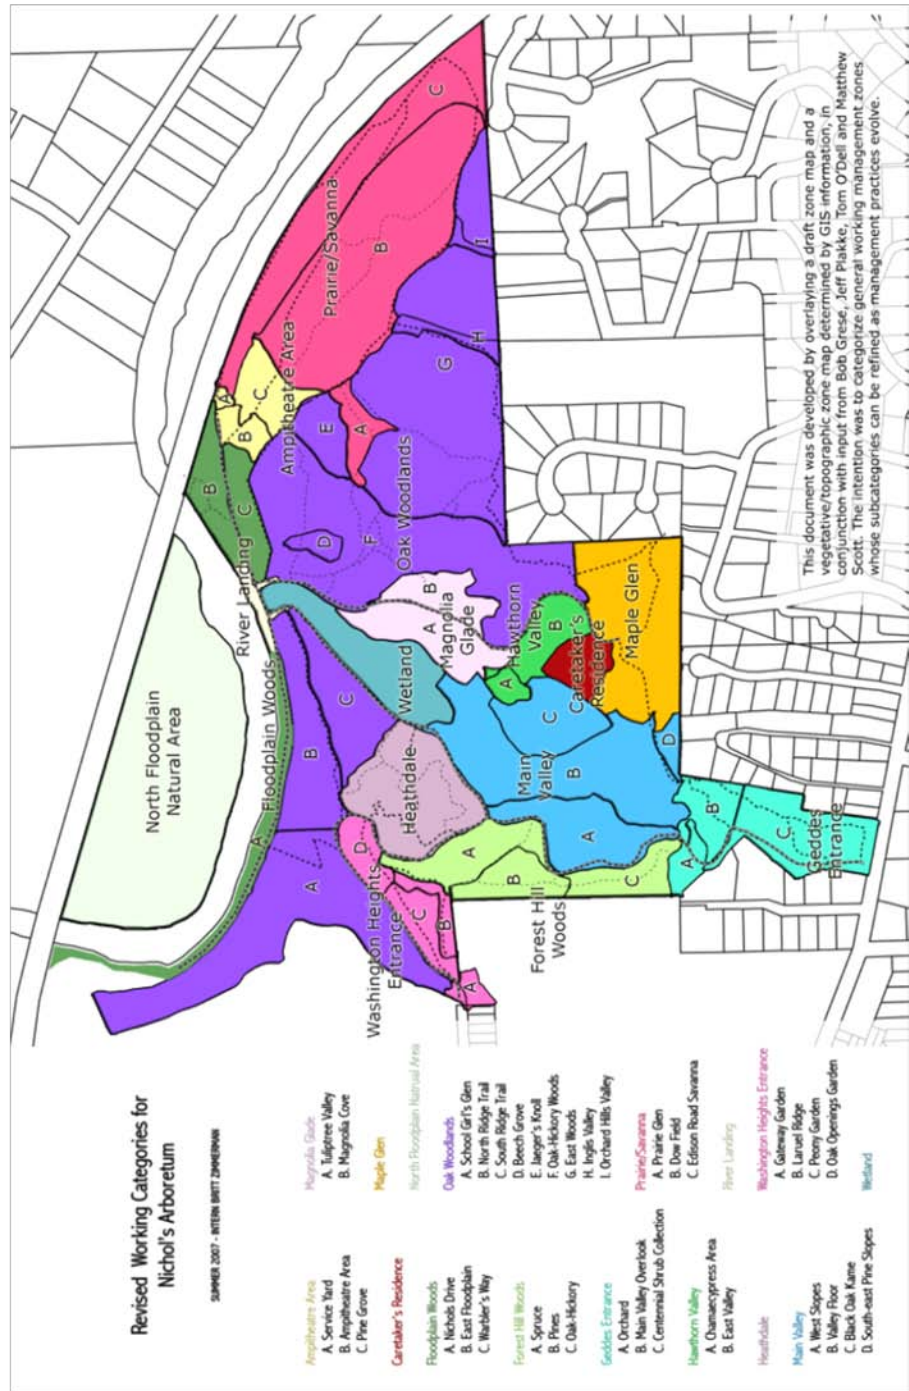 Revised Working Categories for
Nichol's Arboretum
SUMMER 2007 - INTERN BRITT ZIMMERMAN
Ampitheatre Area
A. Service Yard
B. Ampitheatre Area
C. Pine Grove
Caretaker's Residence
Floodplain Woods
A. Nichols Drive
B. East Floodplain
C. Warbler's Way
Forest Hill Woods
A. Spruce
B. Pines
C. Oak-Hickory
Geddes Entrance
A. Orchard
B. Main Valley Overlook
C. Centennial Shrub Collection
Hawthorn Valley
A. Chamaecypress Area
B. East Valley
Heathdale
Main Valley
A. West Slopes
B. Valley Floor
C. Black Oak Kame
D. South-east Pine Slopes
Magnolia Glade
A. Tuliptree Valley
B. Magnolia Cove
Maple Glen
North Floodplain Natrual Area
Oak Woodlands
A. School Girl's Glen
B. North Ridge Trail
C. South Ridge Trail
D. Beech Grove
E. Jaeger's Knoll
F. Oak-Hickory Woods
G. East Woods
H. Inglis Valley
I. Orchard Hills Valley
Prairie/Savanna
A. Prairie Glen
B. Dow Field
C. Edison Road Savanna
River Landing
Washington Heights Entrance
A. Gateway Garden
B. Laruel Ridge
C. Peony Garden
D. Oak Openings Garden
Wetland
North Floodplain
Natural Area
Floodplain Woods
A
River Landing
B
C
A
B
C
Ampitheatre Area
A
B
C
Prairie/Savanna
A
B
C
Oak Woodlands
D
E
F
G
H
I
Washington Heights
Entrance
A
B
C
D
Heathdale
Wetland
Magnolia
Glade
A
B
Hawthorn
Valley
A
B
Caretaker's
Residence
Maple Glen
Main
Valley
A
B
C
D
Forest Hill
Woods
A
B
C
Geddes
Entrance
A
B
C
This document was developed by overlaying a draft zone map and a
vegetative/topographic zone map determined by GIS information, in
conjunction with input from Bob Grese, Jeff Plakke, Tom O'Dell and Matthew
Scott. The intention was to categorize general working management zones
whose subcategories can be refined as management practices evolve.